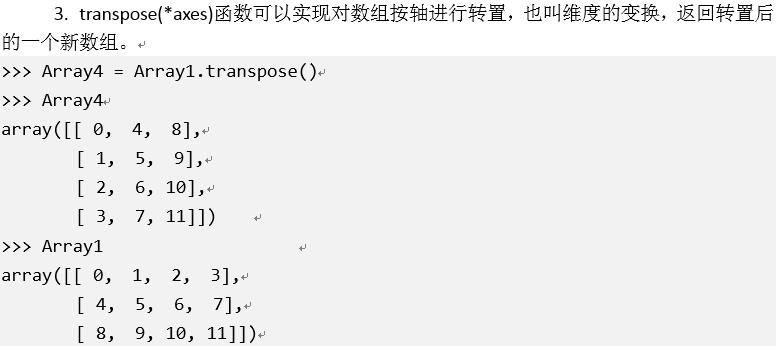 3. transpose(*axes)函数可以实现对数组按轴进行转置，也叫维度的变换，返回转置后
的一个新数组。
>>> Array4 = Array1.transpose()
>>> Array4
array([[ 0, 4, 8],
[ 1, 5, 9],
[ 2, 6, 10],
[ 3, 7, 11]])
>>> Array1
array([[ 0, 1, 2, 3],
[ 4, 5, 6, 7],
[ 8, 9, 10, 11]])